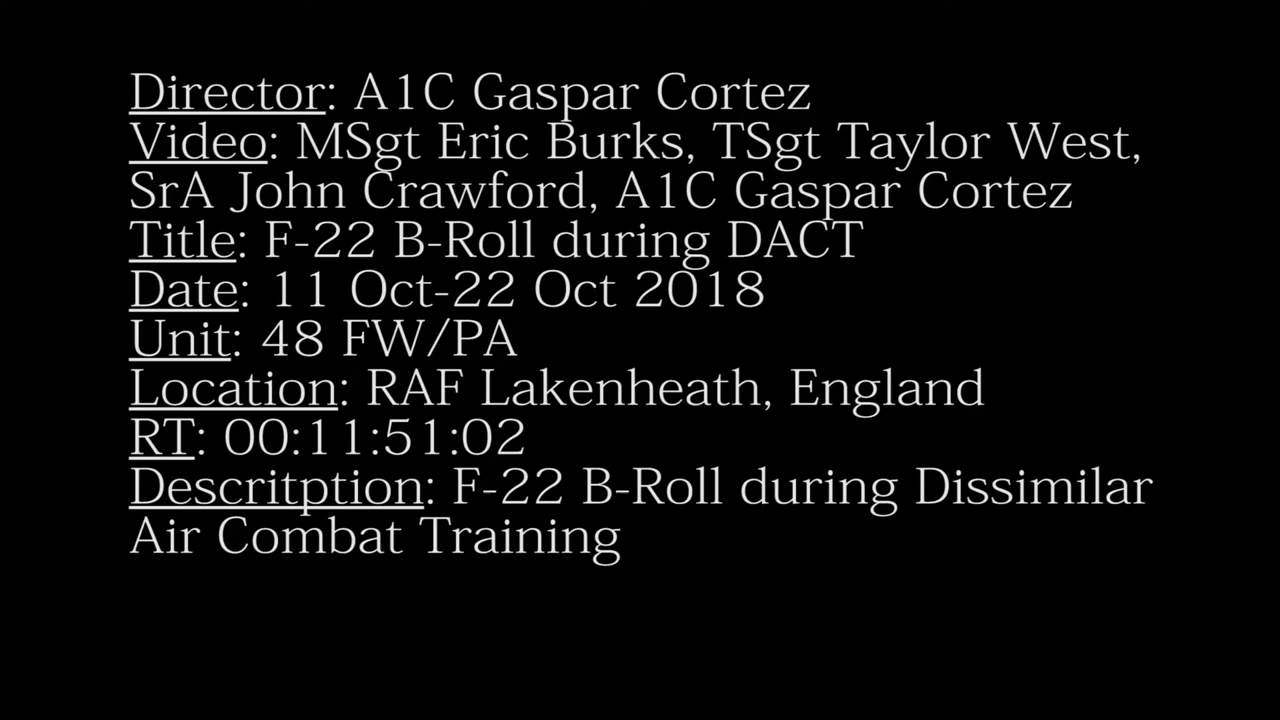 Director: A1C Gaspar Cortez
Video: MSgt Eric Burks, TSgt Taylor West,
SrA John Crawford, A1C Gaspar Cortez
Title: F-22 B-Roll during DACT
Date: 11 Oct-22 Oct 2018
Unit: 48 FW/PA
Location: RAF Lakenheath, England
RT: 00:11:51:02
Descritption: F-22 B-Roll during Dissimilar
Air Combat Training